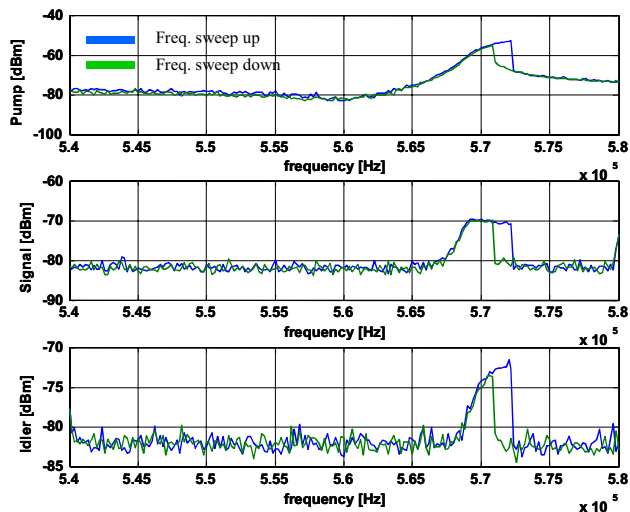 -40
Freq. sweep up
-60
Freq. sweep down
-80
-100
Pump [dBm]
5.4 5.45 5.5 5.55 5.6 5.65 5.7 5.75 5.8
frequency [Hz]
x 10 5
-60
-70
-80
-90
Signal [dBm]
5.4 5.45 5.5 5.55 5.6 5.65 5.7 5.75 5.8
frequency [Hz]
x 10 5
-70
-75
-80
-85
Idler [dBm]
5.4 5.45 5.5 5.55 5.6 5.65 5.7 5.75 5.8
frequency [Hz]
x 10 5